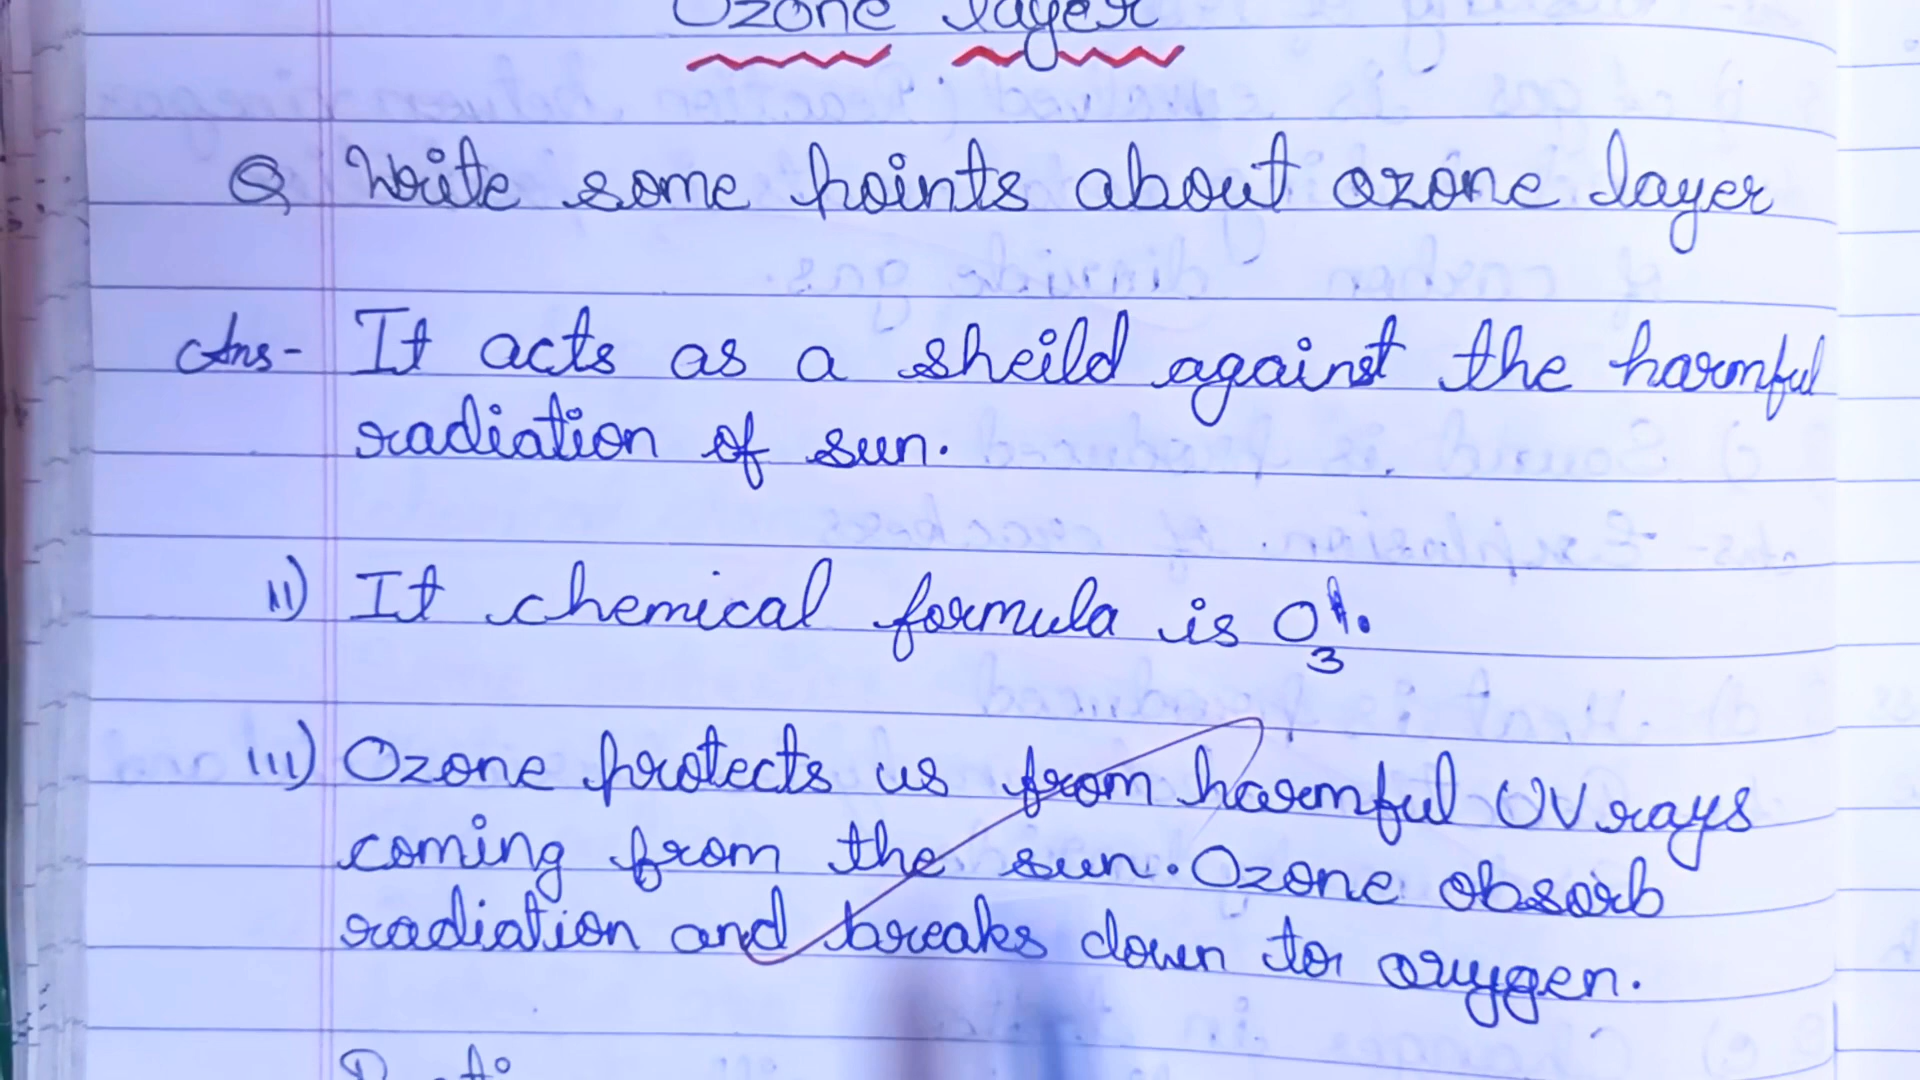 Ozone layer
Q Write some points about ozone layer
Ans- It acts as a sheild against the harmful
radiation of sun.
ii) It chemical formula is O3.
iii) Ozone protects us from harmful UV rays
coming from the sun. Ozone obsorb
radiation and breaks down to oxygen.